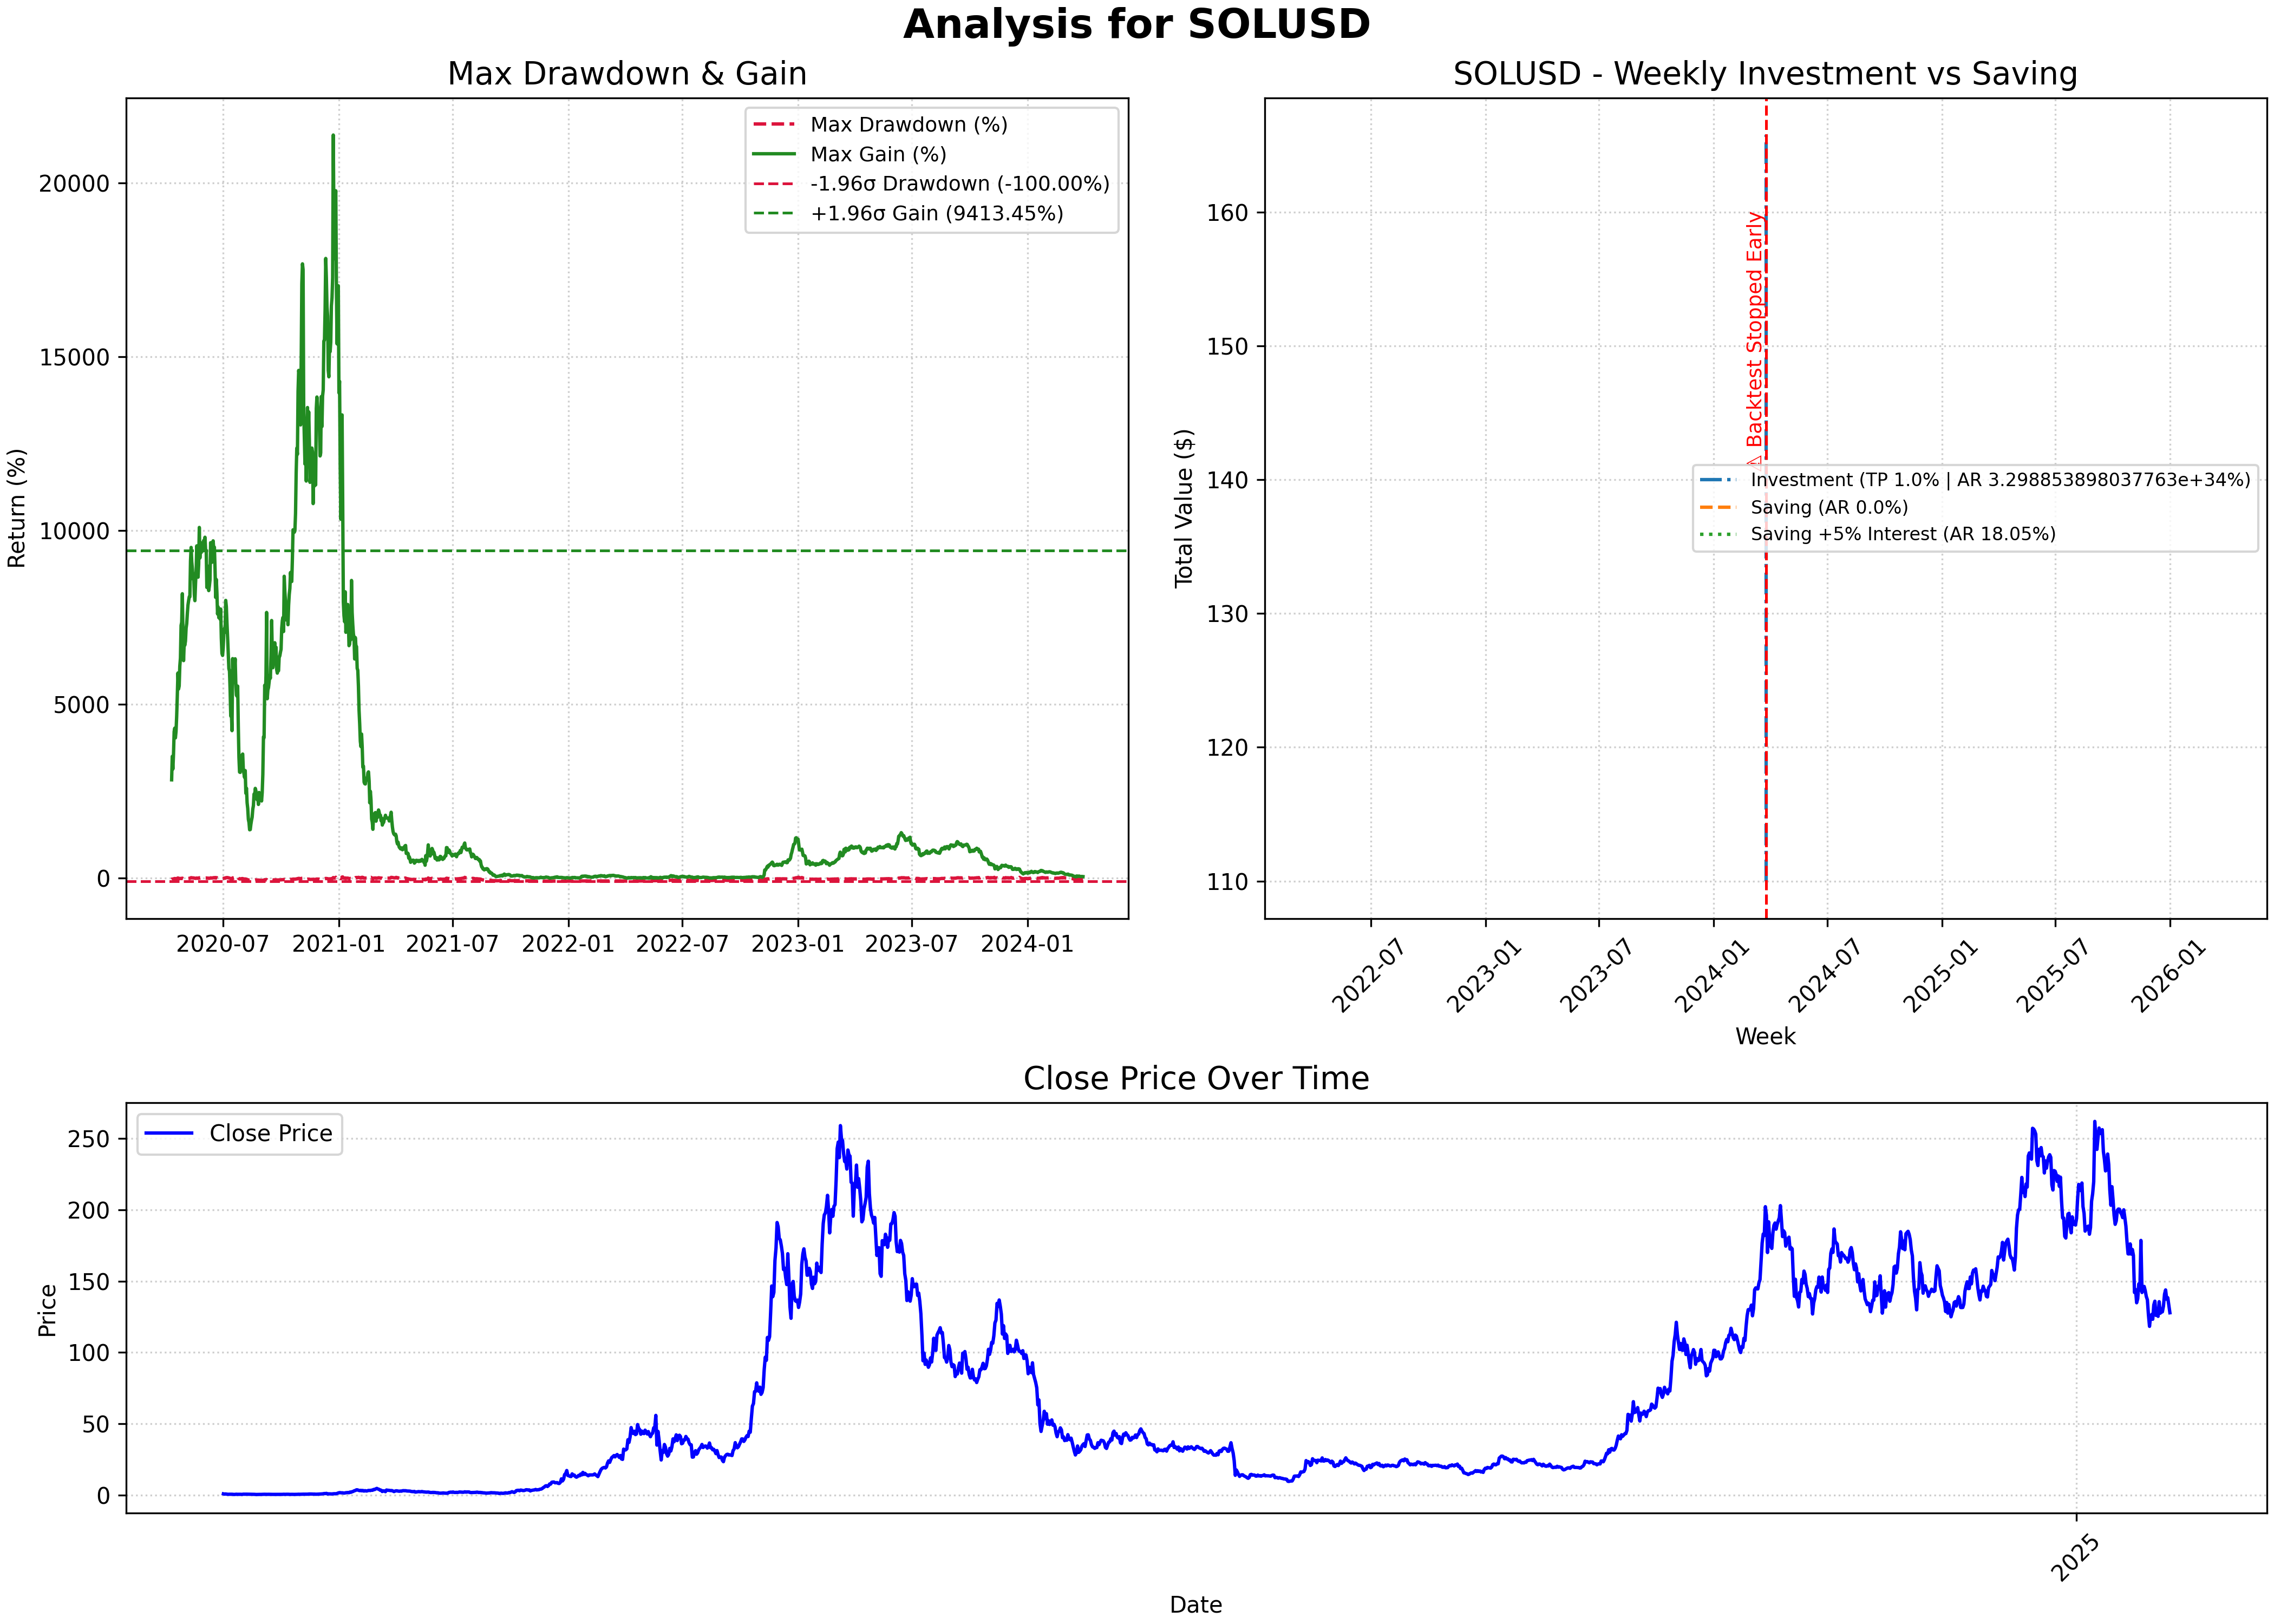 Analysis for SOLUSD
Max Drawdown & Gain
Return (%)
20000
15000
10000
5000
0
Max Drawdown (%)
Max Gain (%)
-1.96σ Drawdown (-100.00%)
+1.96σ Gain (9413.45%)
2020-07
2021-01
2021-07
2022-01
2022-07
2023-01
2023-07
2024-01
SOLUSD - Weekly Investment vs Saving
Total Value ($)
160
150
140
130
120
110
⚠ Backtest Stopped Early
Investment (TP 1.0% | AR 3.298853898037763e+34%)
Saving (AR 0.0%)
Saving +5% Interest (AR 18.05%)
2022-07
2023-01
2023-07
2024-01
2024-07
2025-01
2025-07
2026-01
Week
Close Price Over Time
Price
250
200
150
100
50
0
Close Price
2025
Date